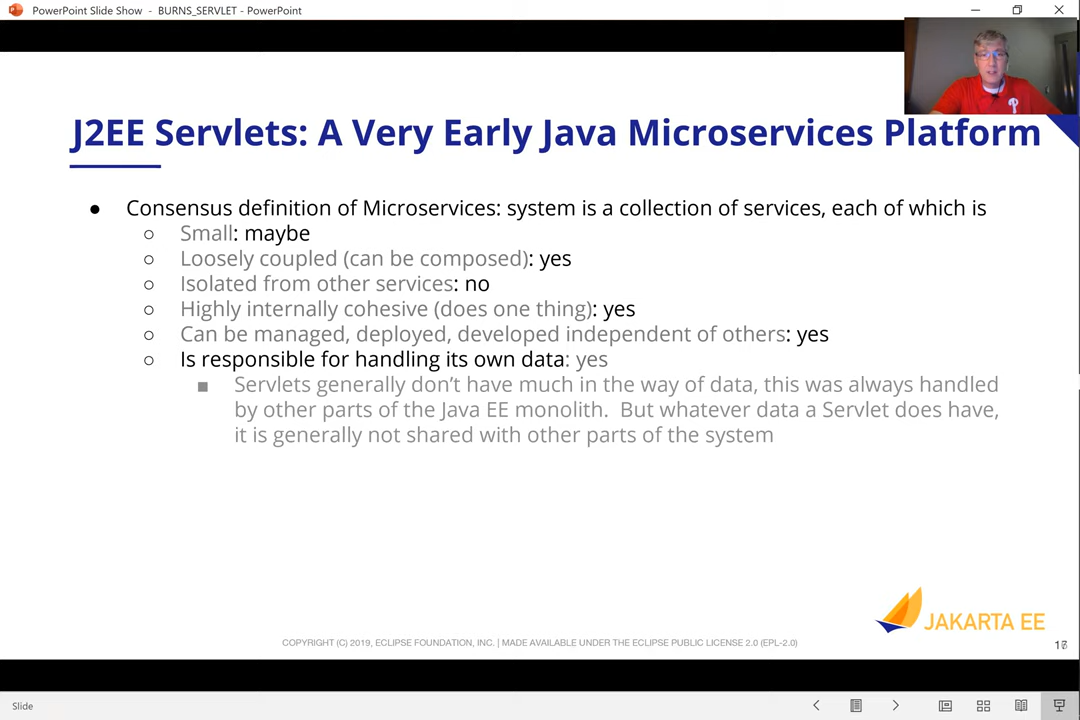 PowerPoint Slide Show - BURNS_SERVLET - PowerPoint
J2EE Servlets: A Very Early Java Microservices Platform
● Consensus definition of Microservices: system is a collection of services, each of which is
○ Small: maybe
○ Loosely coupled (can be composed): yes
○ Isolated from other services: no
○ Highly internally cohesive (does one thing): yes
○ Can be managed, deployed, developed independent of others: yes
○ Is responsible for handling its own data: yes
■ Servlets generally don’t have much in the way of data, this was always handled
by other parts of the Java EE monolith.  But whatever data a Servlet does have,
it is generally not shared with other parts of the system
JAKARTA EE
COPYRIGHT (C) 2019, ECLIPSE FOUNDATION, INC. | MADE AVAILABLE UNDER THE ECLIPSE PUBLIC LICENSE 2.0 (EPL-2.0)
Slide